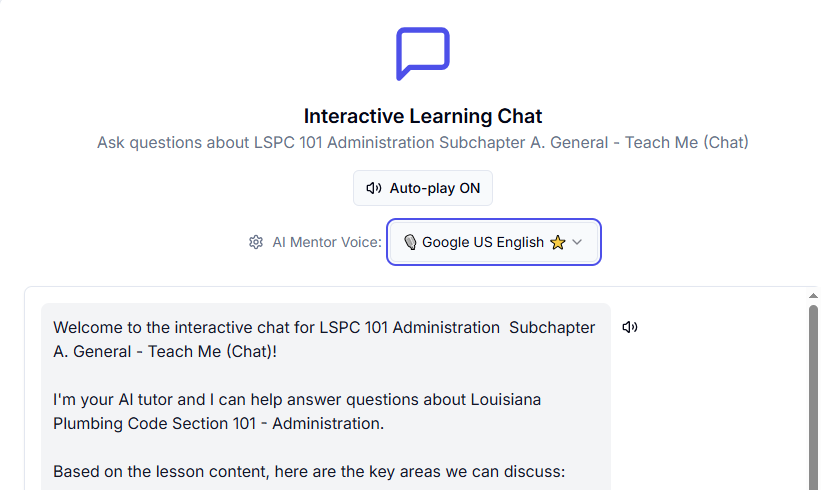 Interactive Learning Chat
Ask questions about LSPC 101 Administration Subchapter A. General - Teach Me (Chat)
Auto-play ON
AI Mentor Voice:
Google US English
Welcome to the interactive chat for LSPC 101 Administration  Subchapter
A. General - Teach Me (Chat)!
I'm your AI tutor and I can help answer questions about Louisiana
Plumbing Code Section 101 - Administration.
Based on the lesson content, here are the key areas we can discuss: